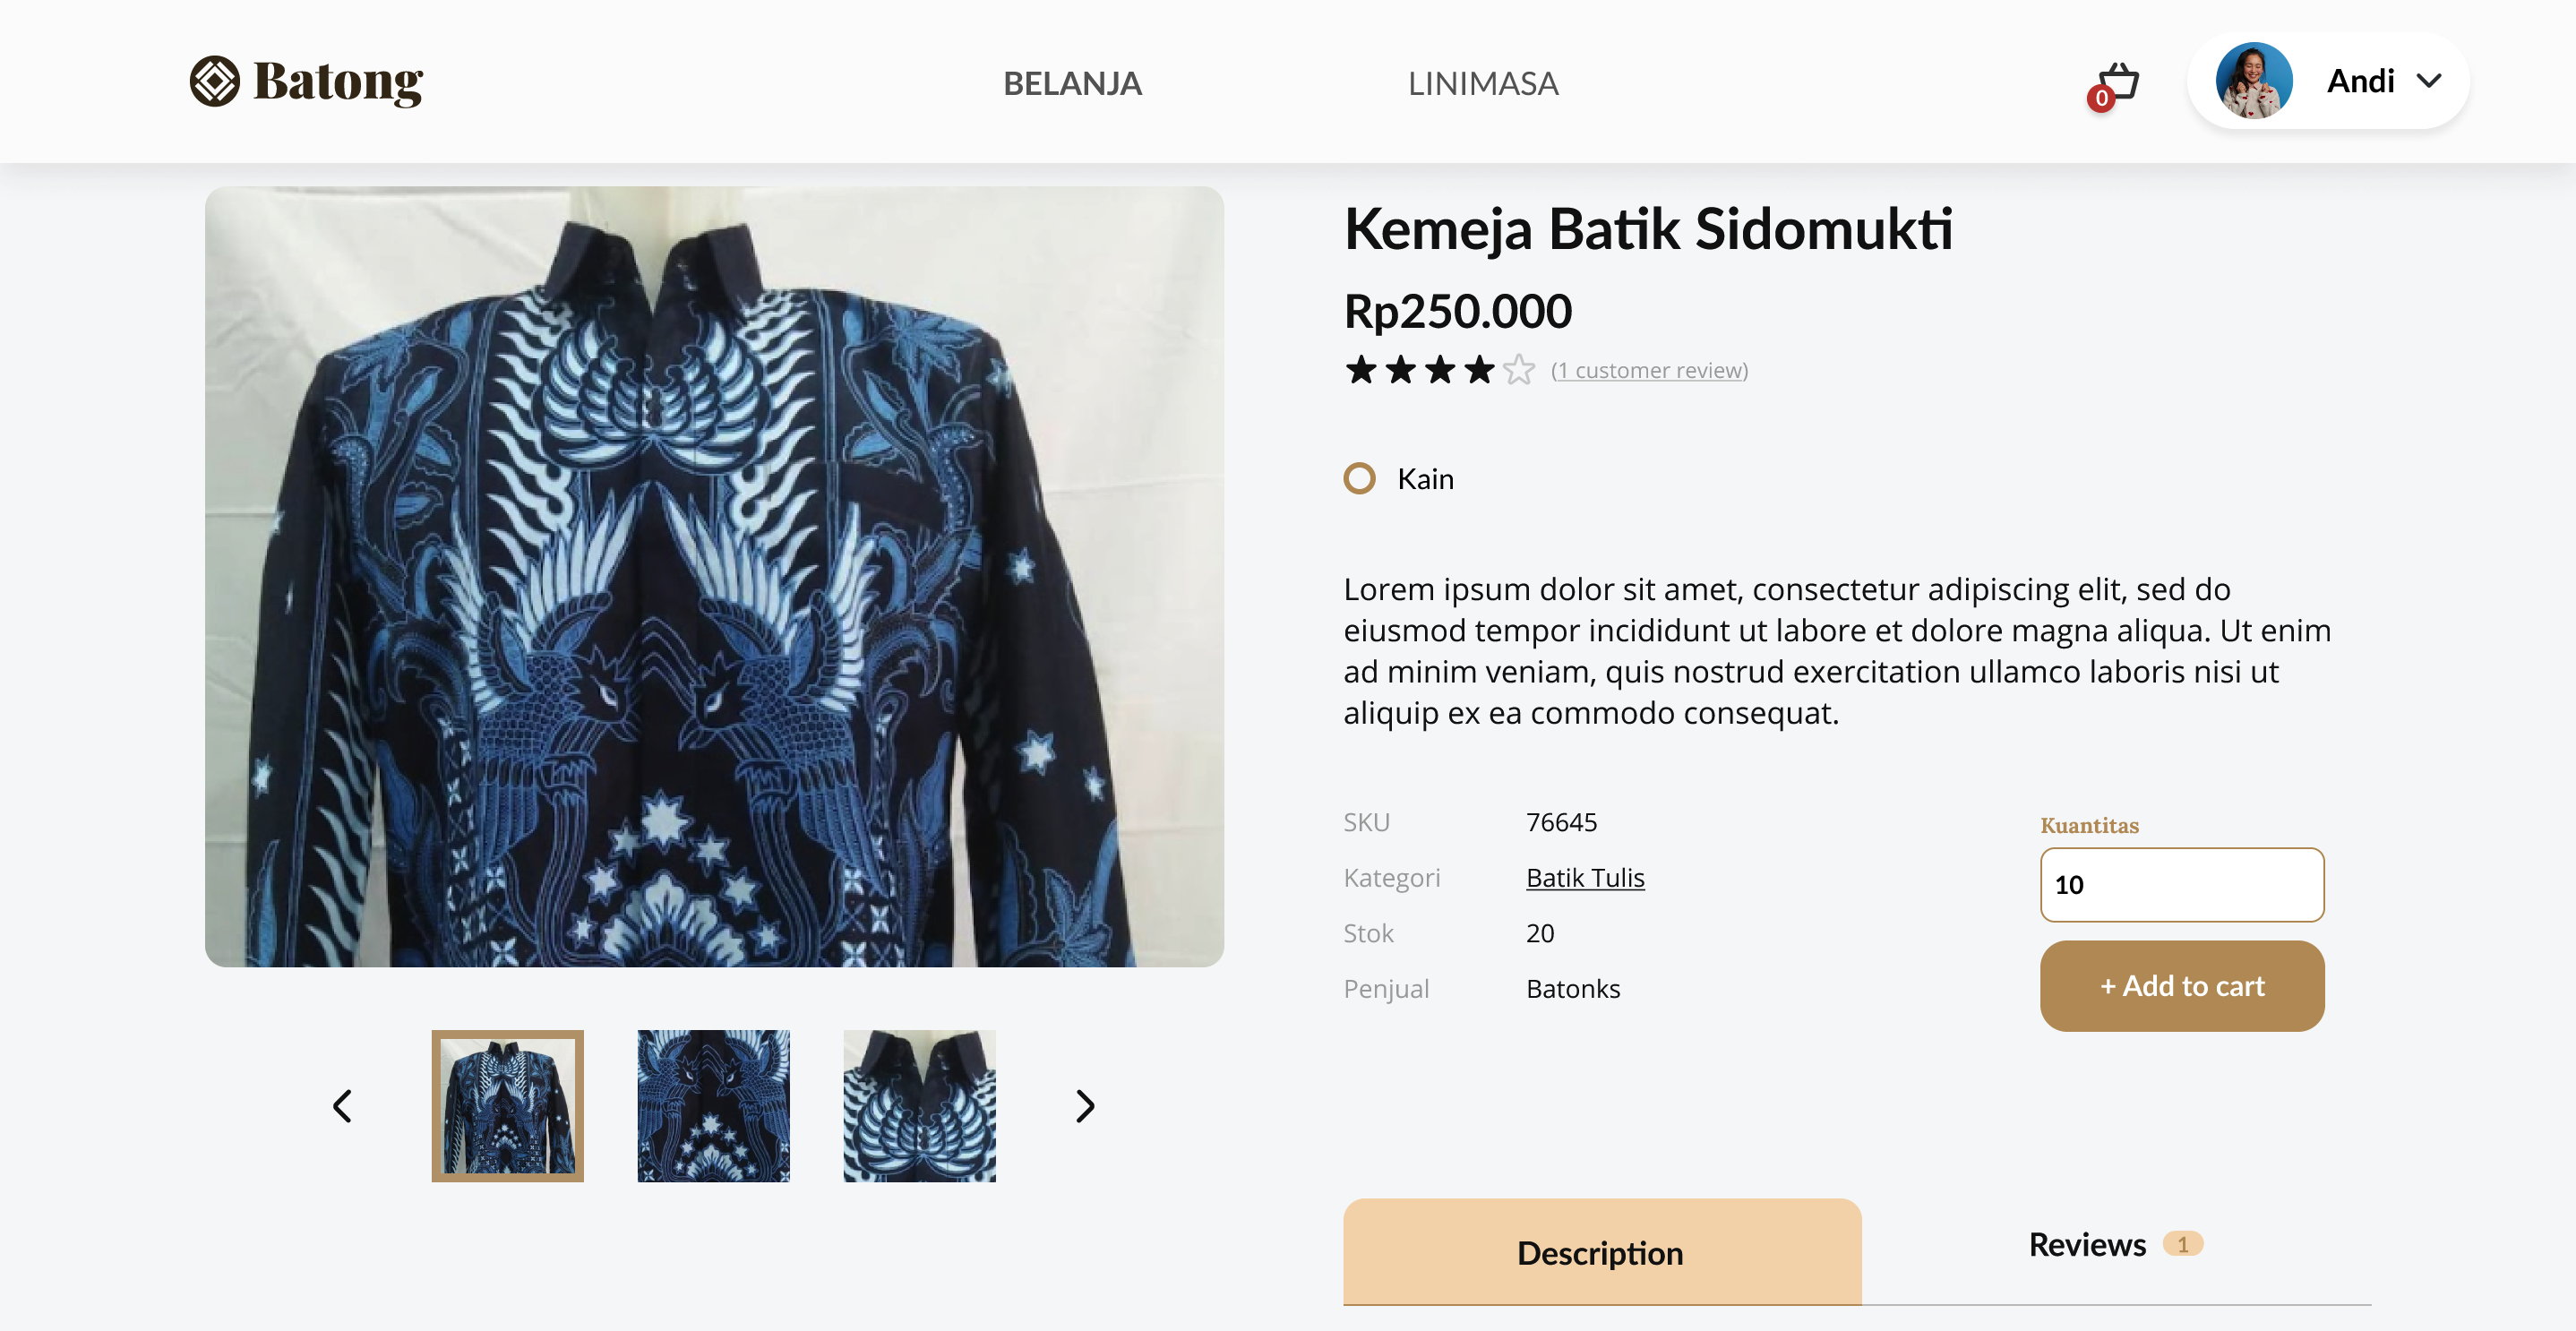 Batong
BELANJA
LINIMASA
0
Andi
Kemeja Batik Sidomukti
Rp250.000
(1 customer review)
Kain
Lorem ipsum dolor sit amet, consectetur adipiscing elit, sed do
eiusmod tempor incididunt ut labore et dolore magna aliqua. Ut enim
ad minim veniam, quis nostrud exercitation ullamco laboris nisi ut
aliquip ex ea commodo consequat.
SKU 76645
Kategori Batik Tulis
Stok 20
Penjual Batonks
Kuantitas
10
+ Add to cart
Description
Reviews 1